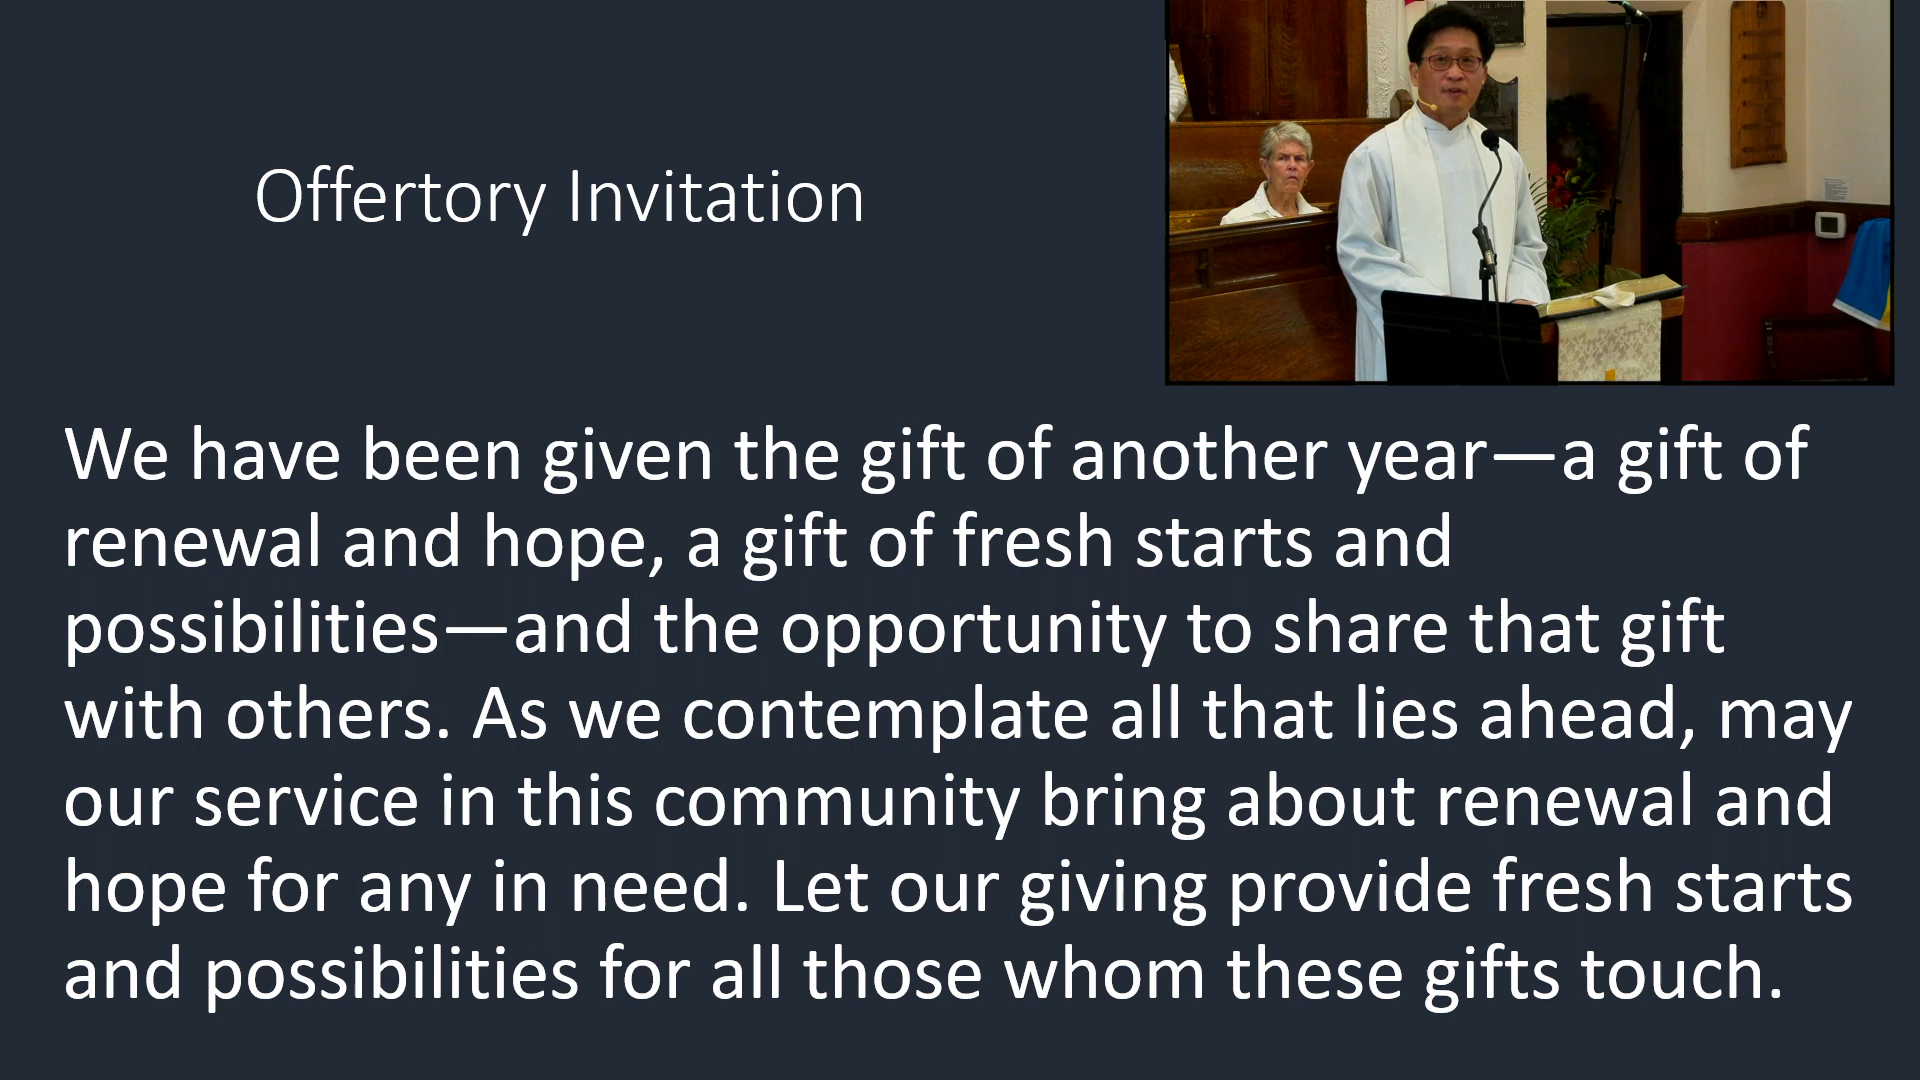 Offertory Invitation
We have been given the gift of another year—a gift of
renewal and hope, a gift of fresh starts and
possibilities—and the opportunity to share that gift
with others. As we contemplate all that lies ahead, may
our service in this community bring about renewal and
hope for any in need. Let our giving provide fresh starts
and possibilities for all those whom these gifts touch.